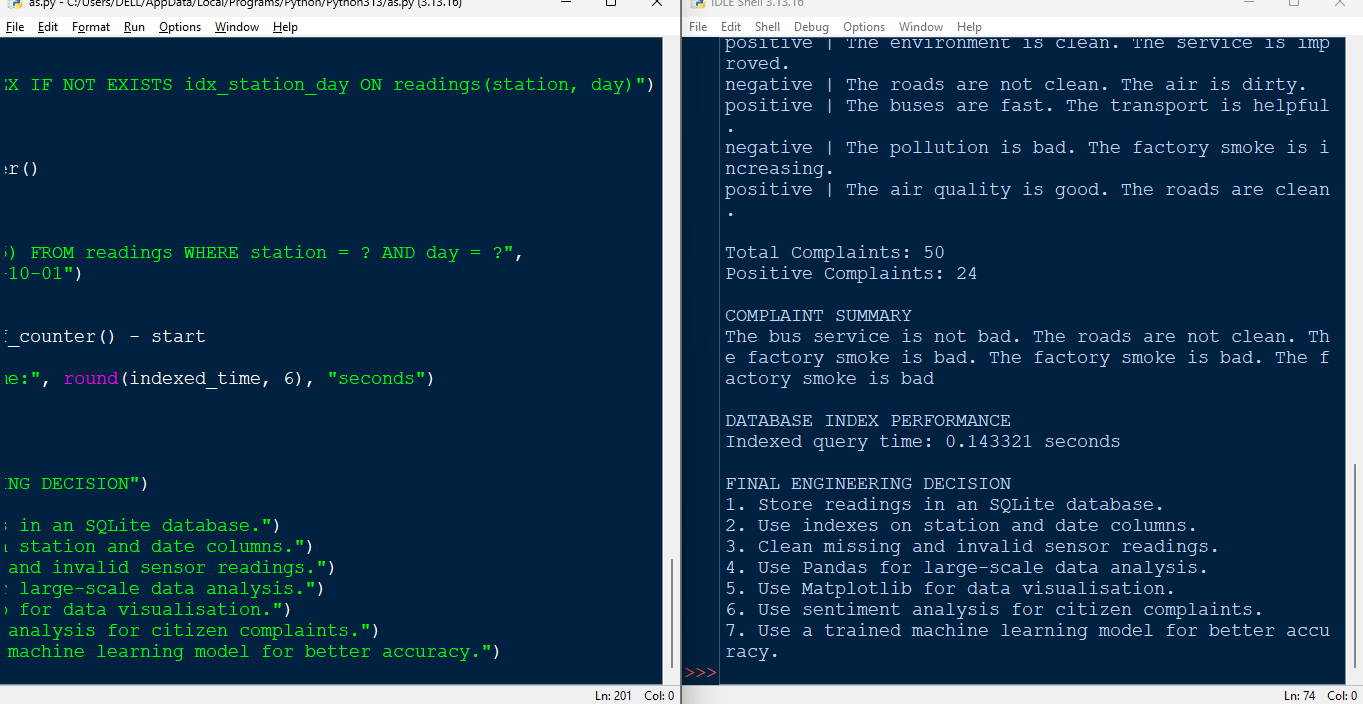 as.py - C:/Users/DELL/AppData/Local/Programs/Python/Python313/as.py (3.13.16)
File Edit Format Run Options Window Help
EX IF NOT EXISTS idx_station_day ON readings(station, day)")
er()
5) FROM readings WHERE station = ? AND day = ?",
-10-01")
f_counter() - start
me:", round(indexed_time, 6), "seconds")
ING DECISION")
s in an SQLite database.")
station and date columns.")
and invalid sensor readings.")
r large-scale data analysis.")
for data visualisation.")
analysis for citizen complaints.")
machine learning model for better accuracy.")
Ln: 201 Col: 0
IDLE Shell 3.13.16
File Edit Shell Debug Options Window Help
positive | The environment is clean. The service is imp
roved.
negative | The roads are not clean. The air is dirty.
positive | The buses are fast. The transport is helpful
.
negative | The pollution is bad. The factory smoke is i
ncreasing.
positive | The air quality is good. The roads are clean
.
Total Complaints: 50
Positive Complaints: 24
COMPLAINT SUMMARY
The bus service is not bad. The roads are not clean. Th
e factory smoke is bad. The factory smoke is bad. The f
actory smoke is bad
DATABASE INDEX PERFORMANCE
Indexed query time: 0.143321 seconds
FINAL ENGINEERING DECISION
1. Store readings in an SQLite database.
2. Use indexes on station and date columns.
3. Clean missing and invalid sensor readings.
4. Use Pandas for large-scale data analysis.
5. Use Matplotlib for data visualisation.
6. Use sentiment analysis for citizen complaints.
7. Use a trained machine learning model for better accu
racy.
>>>
Ln: 74 Col: 0